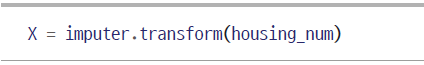 X = imputer.transform(housing_num)